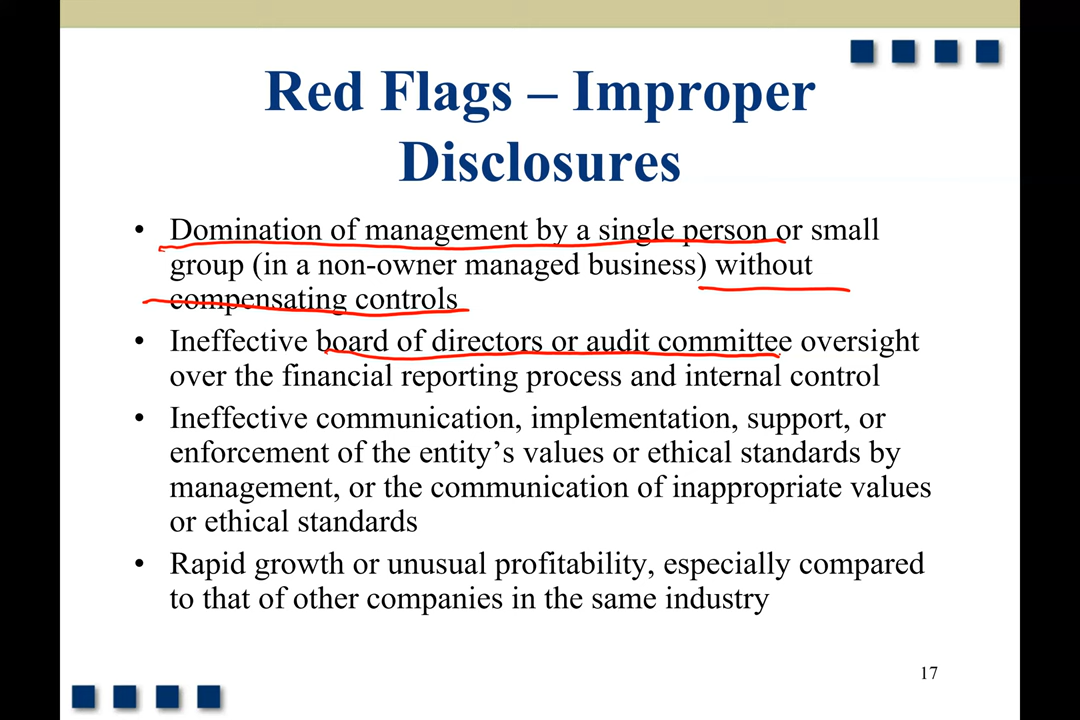 Red Flags – Improper
Disclosures
• Domination of management by a single person or small
group (in a non-owner managed business) without
compensating controls
• Ineffective board of directors or audit committee oversight
over the financial reporting process and internal control
• Ineffective communication, implementation, support, or
enforcement of the entity’s values or ethical standards by
management, or the communication of inappropriate values
or ethical standards
• Rapid growth or unusual profitability, especially compared
to that of other companies in the same industry
17